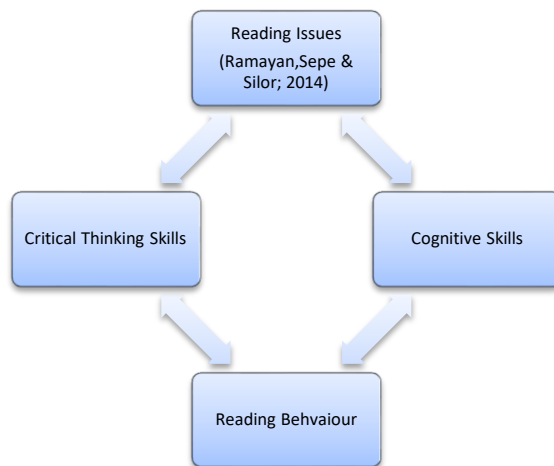 Reading Issues
(Ramayan,Sepe &
Silor; 2014)
Critical Thinking Skills
Cognitive Skills
Reading Behvaiour